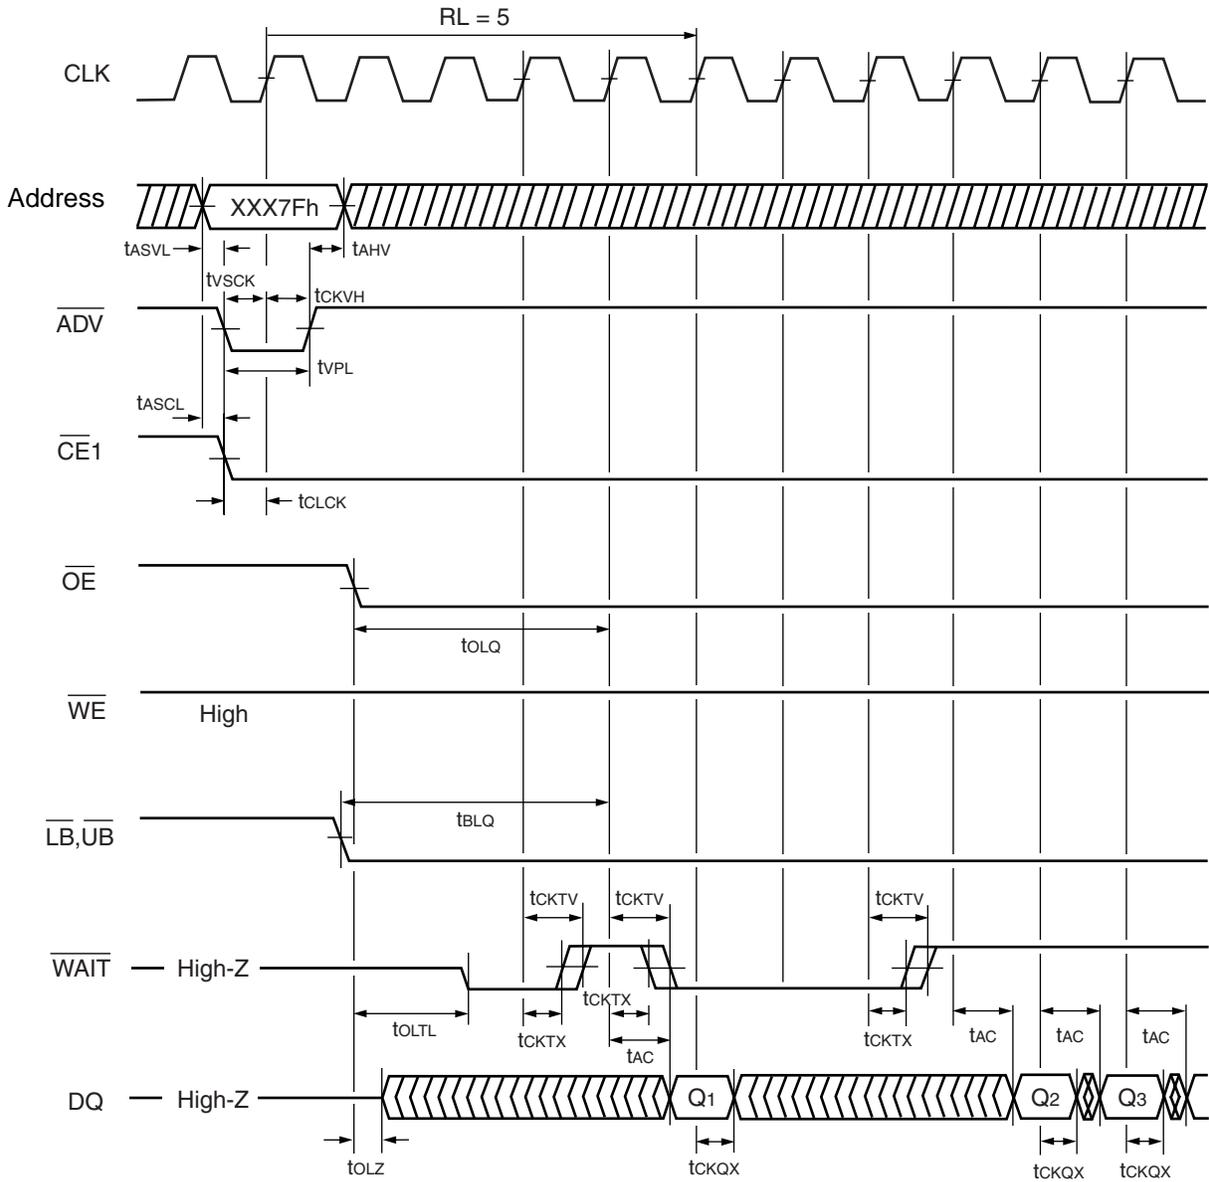 RL = 5
CLK
Address
XXX7Fh
tASVL
tAHV
tVSCK
tCKVH
ADV
tVPL
tASCL
CE1
tCLCK
OE
tOLQ
WE
High
tBLQ
LB,UB
tCKTV
tCKTV
tCKTV
WAIT
High-Z
tCKTX
tOLTL
tCKTX
tCKTX
tAC
tAC
tAC
tAC
DQ
High-Z
Q1
Q2
Q3
tOLZ
tCKQX
tCKQX
tCKQX